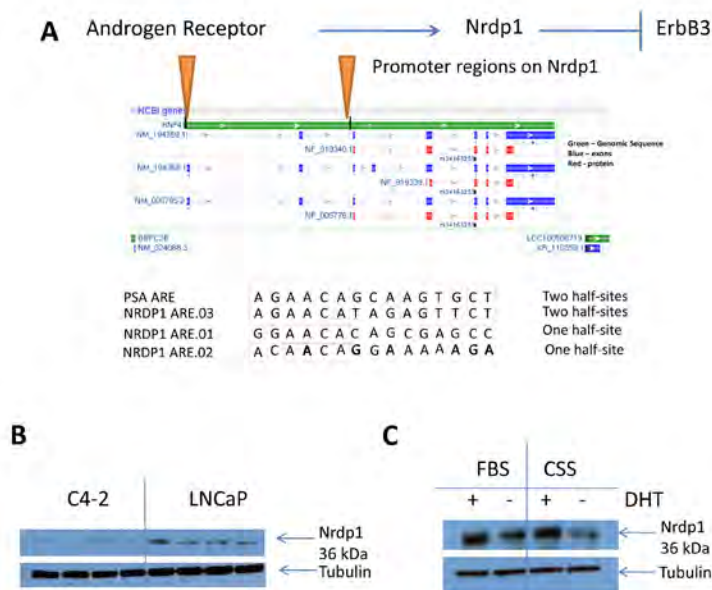 A
Androgen Receptor Nrdp1 ErbB3
Promoter regions on Nrdp1
NCBI gene
Green – Genomic Sequence
Blue – exons
Red - protein
PSA ARE A G A A C A G C A A G T G C T Two half-sites
NRDP1 ARE.03 A G A A C A T A G A G T T C T Two half-sites
NRDP1 ARE.01 G G A A C A C A G C G A G C C One half-site
NRDP1 ARE.02 A C A A C A G G A A A A A G A One half-site
B
C4-2 LNCaP
Nrdp1
36 kDa
Tubulin
C
FBS CSS
+ - + - DHT
Nrdp1
36 kDa
Tubulin